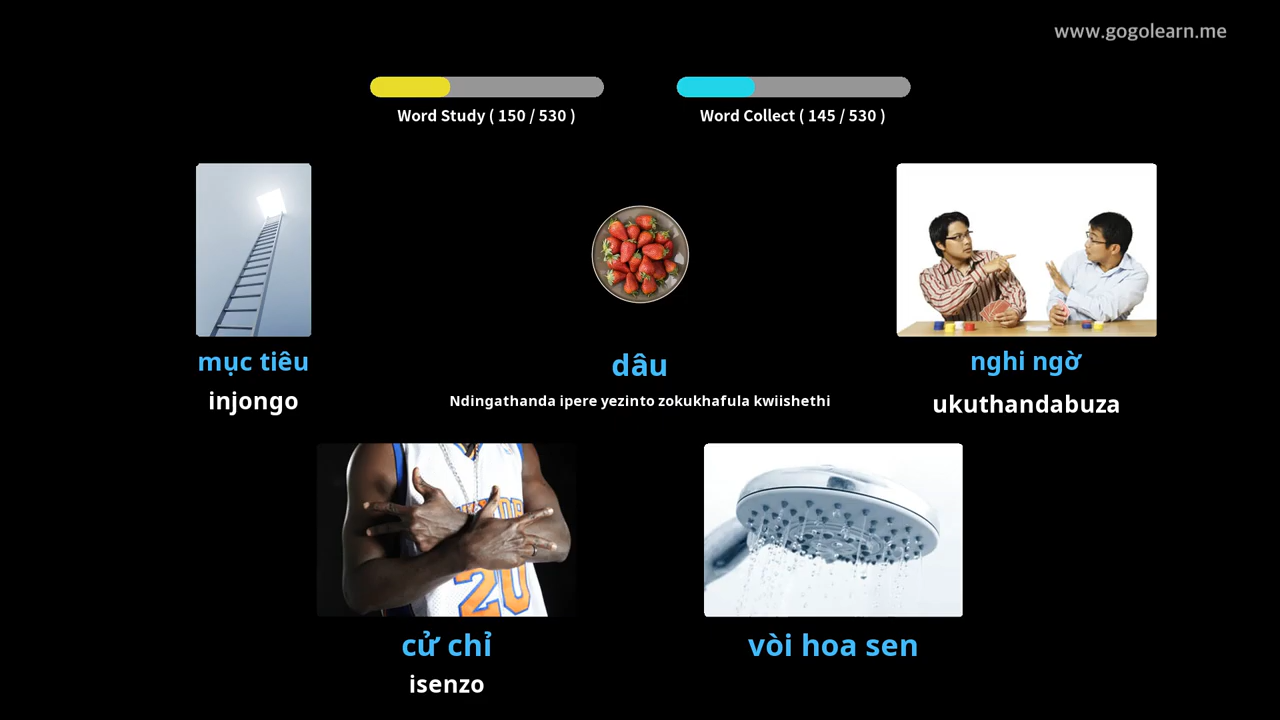 www.gogolearn.me
Word Study ( 150 / 530 )
Word Collect ( 145 / 530 )
mục tiêu
injongo
dâu
Ndingathanda ipere yezinto zokukhafula kwiishethi
nghi ngờ
ukuthandabuza
20
cử chỉ
isenzo
vòi hoa sen